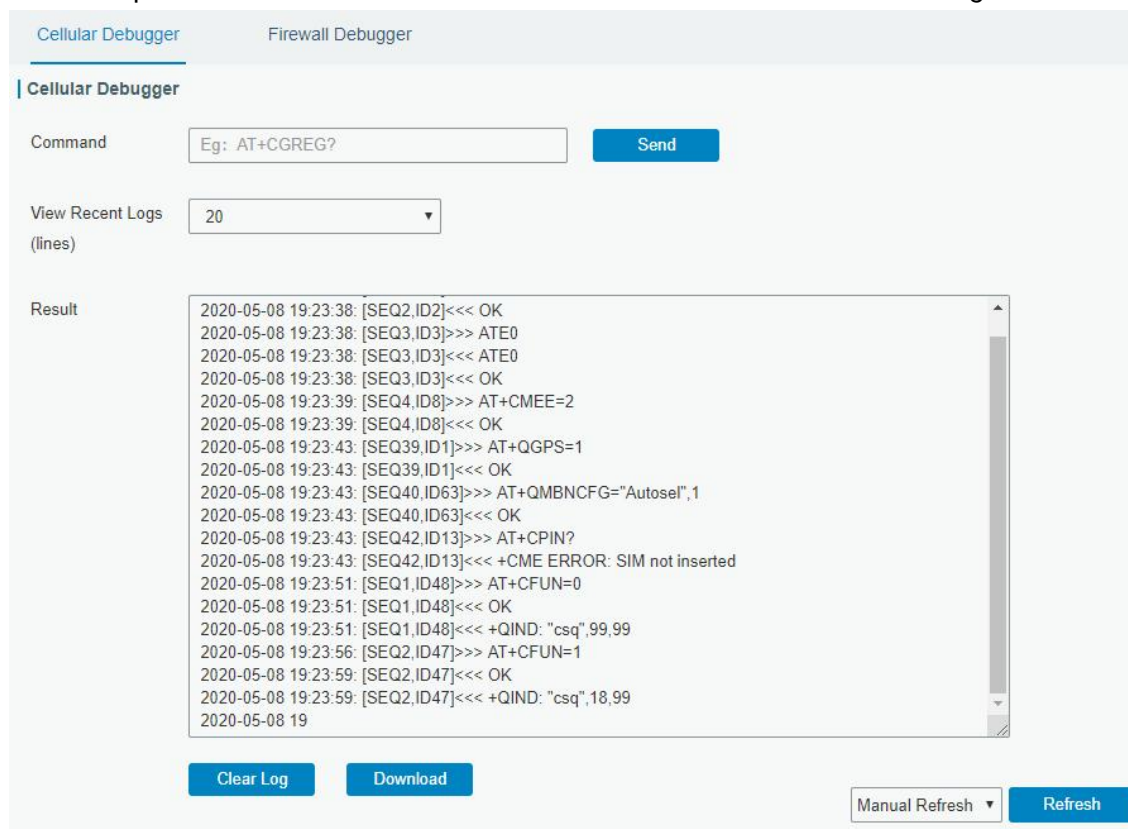 Cellular Debugger Firewall Debugger
Cellular Debugger
Command Eg: AT+CGREG? Send
View Recent Logs (lines) 20
Result
2020-05-08 19:23:38: [SEQ2,ID2]<<< OK
2020-05-08 19:23:38: [SEQ3,ID3]>>> ATE0
2020-05-08 19:23:38: [SEQ3,ID3]<<< ATE0
2020-05-08 19:23:38: [SEQ3,ID3]<<< OK
2020-05-08 19:23:39: [SEQ4,ID8]>>> AT+CMEE=2
2020-05-08 19:23:39: [SEQ4,ID8]<<< OK
2020-05-08 19:23:43: [SEQ39,ID1]>>> AT+QGPS=1
2020-05-08 19:23:43: [SEQ39,ID1]<<< OK
2020-05-08 19:23:43: [SEQ40,ID63]>>> AT+QMBNCFG="Autosel",1
2020-05-08 19:23:43: [SEQ40,ID63]<<< OK
2020-05-08 19:23:43: [SEQ42,ID13]>>> AT+CPIN?
2020-05-08 19:23:43: [SEQ42,ID13]<<< +CME ERROR: SIM not inserted
2020-05-08 19:23:51: [SEQ1,ID48]>>> AT+CFUN=0
2020-05-08 19:23:51: [SEQ1,ID48]<<< OK
2020-05-08 19:23:51: [SEQ1,ID48]<<< +QIND: "csq",99,99
2020-05-08 19:23:56: [SEQ2,ID47]>>> AT+CFUN=1
2020-05-08 19:23:59: [SEQ2,ID47]<<< OK
2020-05-08 19:23:59: [SEQ2,ID47]<<< +QIND: "csq",18,99
2020-05-08 19
Clear Log Download
Manual Refresh Refresh